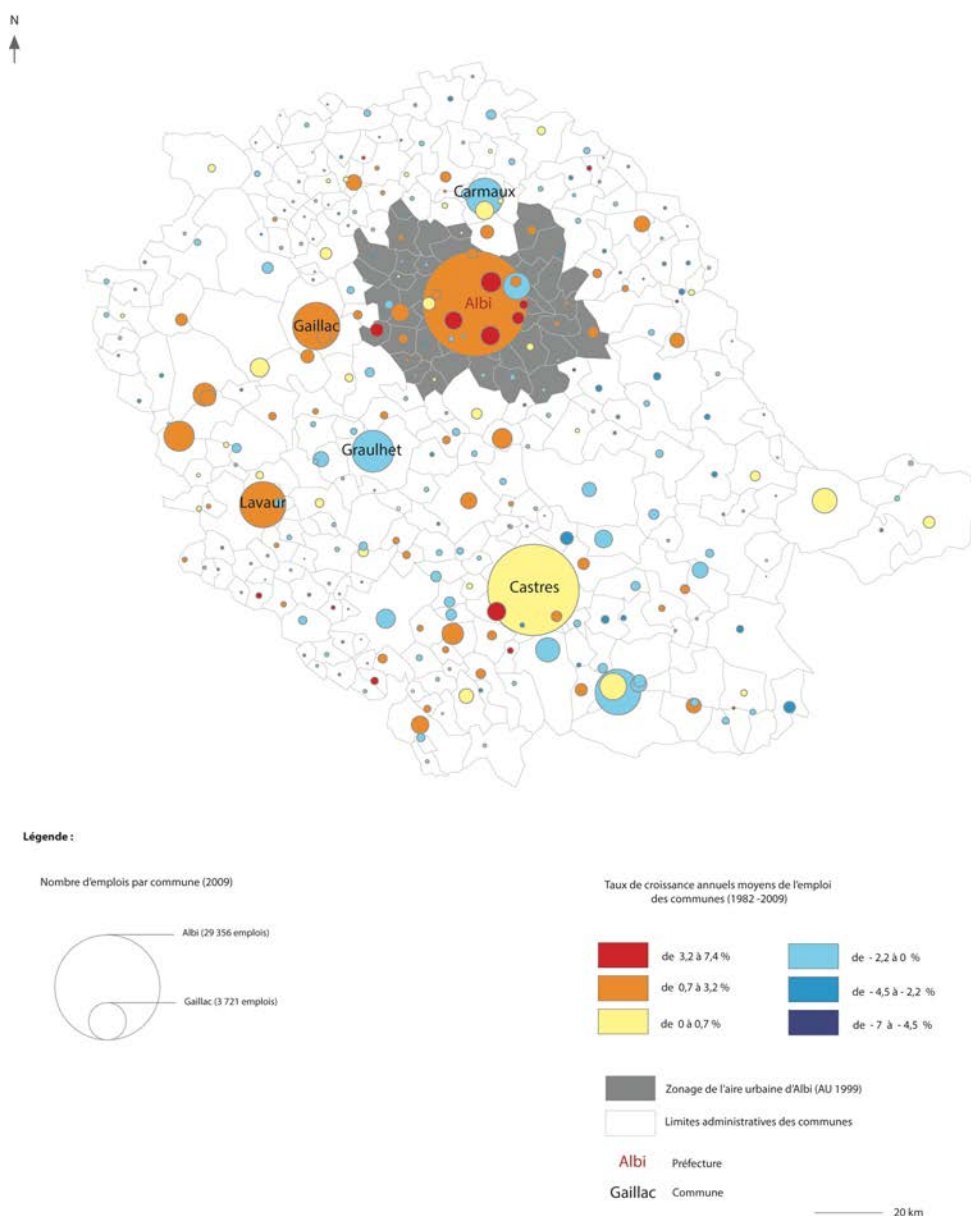 N
Carmaux
Albi
Gaillac
Graulhet
Lavaur
Castres
Légende :
Nombre d'emplois par commune (2009)
Albi (29 356 emplois)
Gaillac (3 721 emplois)
Taux de croissance annuels moyens de l'emploi
des communes (1982 -2009)
de 3,2 à 7,4 %
de 0,7 à 3,2 %
de 0 à 0,7 %
de - 2,2 à 0 %
de - 4,5 à - 2,2 %
de - 7 à - 4,5 %
Zonage de l'aire urbaine d'Albi (AU 1999)
Limites administratives des communes
Albi Préfecture
Gaillac Commune
20 km